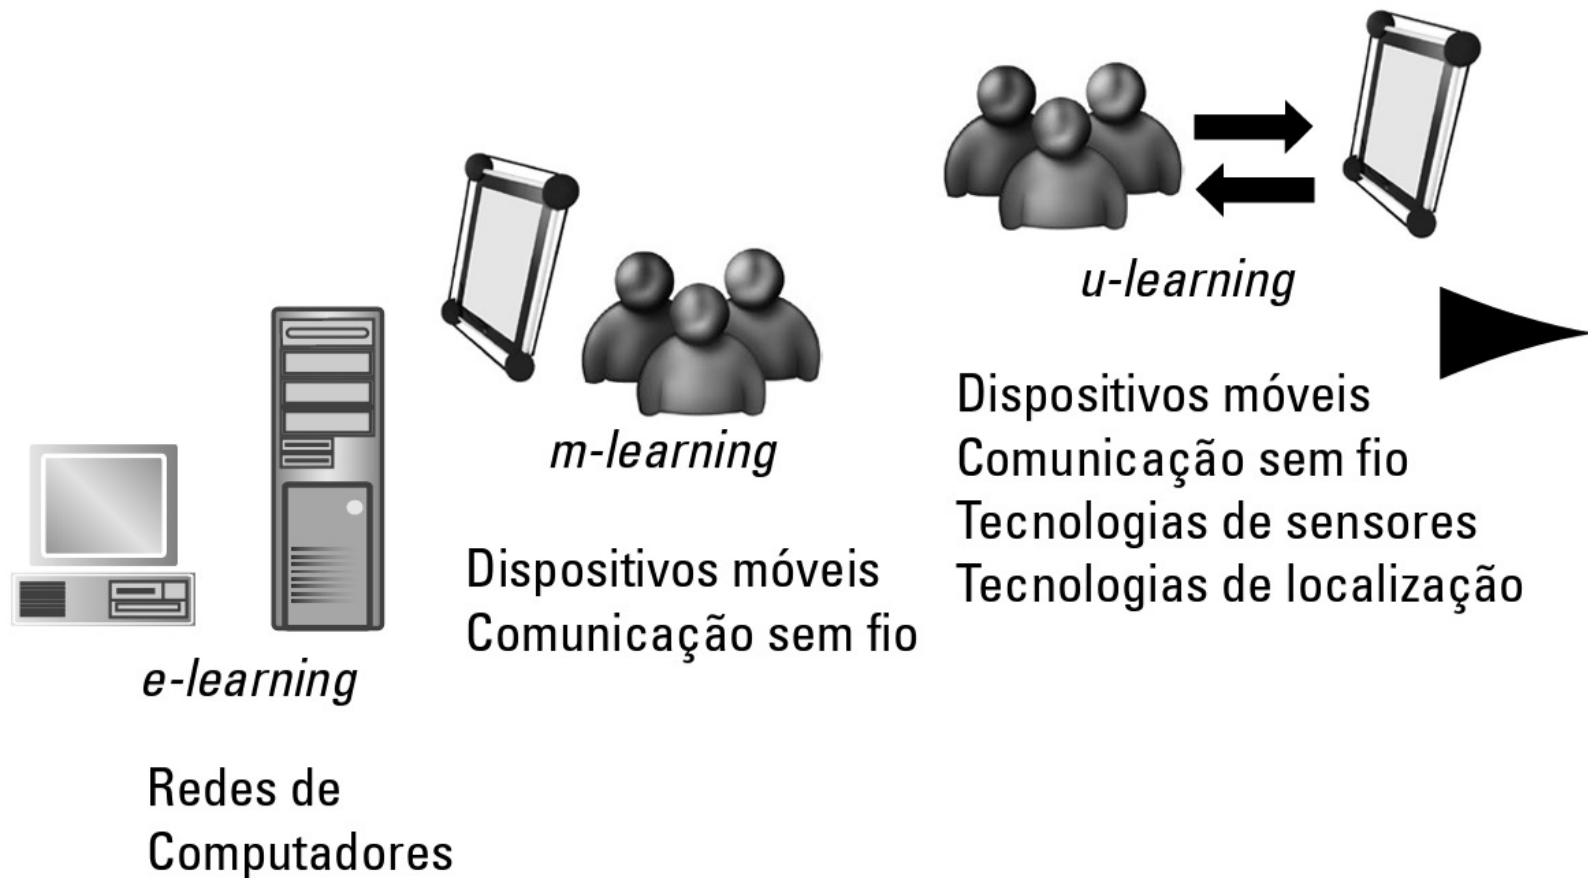 e-learning
Redes de
Computadores
m-learning
Dispositivos móveis
Comunicação sem fio
u-learning
Dispositivos móveis
Comunicação sem fio
Tecnologias de sensores
Tecnologias de localização